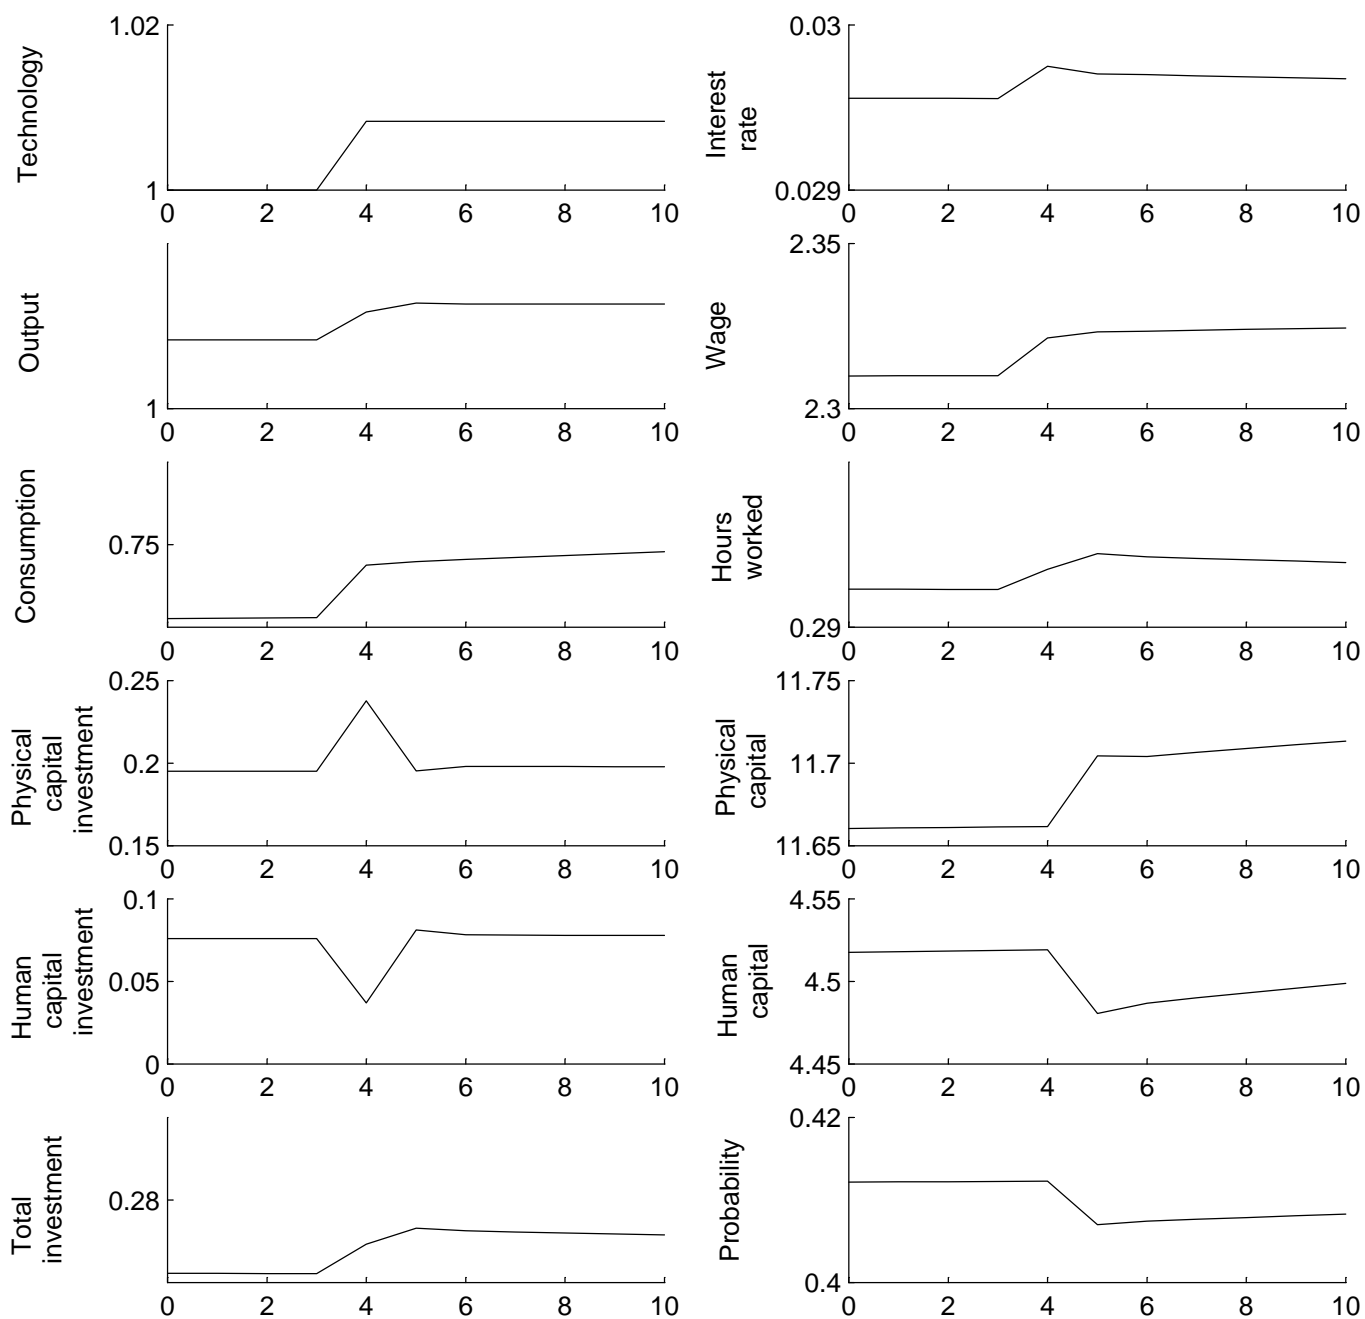 Technology
1.02
1
0 2 4 6 8 10
Interest
rate
0.03
0.029
0 2 4 6 8 10
Output
1
0 2 4 6 8 10
Wage
2.35
2.3
0 2 4 6 8 10
Consumption
0.75
0 2 4 6 8 10
Hours
worked
0.29
0 2 4 6 8 10
Physical
capital
investment
0.25
0.2
0.15
0 2 4 6 8 10
Physical
capital
11.75
11.7
11.65
0 2 4 6 8 10
Human
capital
investment
0.1
0.05
0
0 2 4 6 8 10
Human
capital
4.55
4.5
4.45
0 2 4 6 8 10
Total
investment
0.28
0 2 4 6 8 10
Probability
0.42
0.4
0 2 4 6 8 10